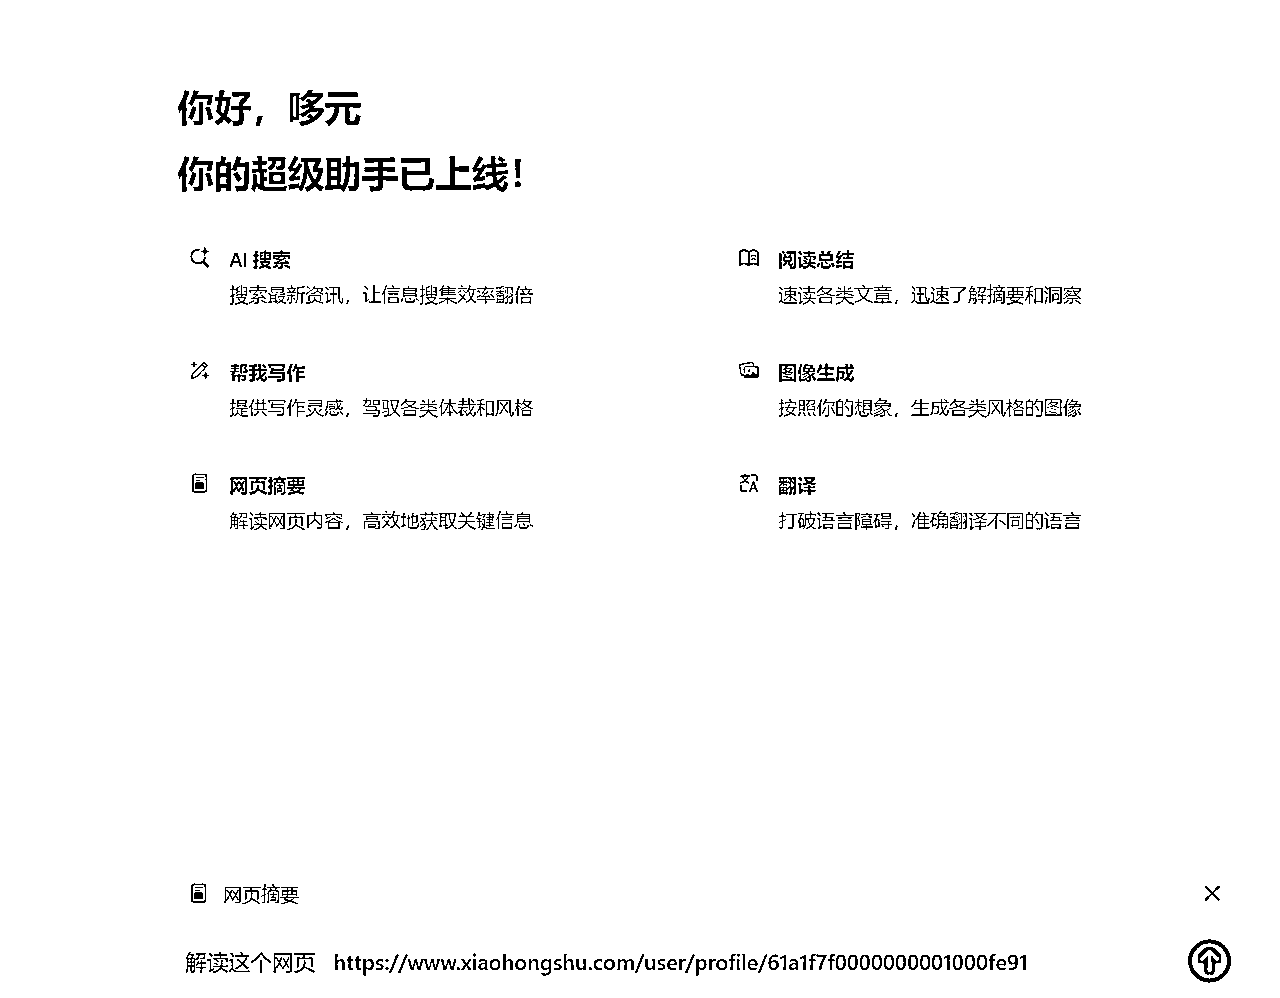 你好，哆元
你的超级助手已上线！
AI 搜索
搜索最新资讯，让信息搜集效率翻倍
阅读总结
速读各类文章，迅速了解摘要和洞察
帮我写作
提供写作灵感，驾驭各类体裁和风格
图像生成
按照你的想象，生成各类风格的图像
网页摘要
解读网页内容，高效地获取关键信息
翻译
打破语言障碍，准确翻译不同的语言
网页摘要
解读这个网页 https://www.xiaohongshu.com/user/profile/61a1f7f0000000001000fe91